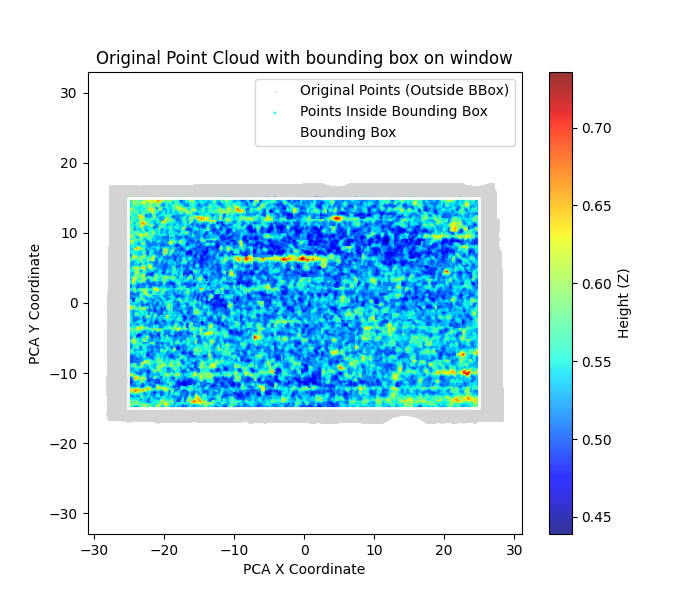 Original Point Cloud with bounding box on window
Original Points (Outside BBox)
Points Inside Bounding Box
Bounding Box
30
20
10
0
−10
−20
−30
PCA Y Coordinate
−30
−20
−10
0
10
20
30
PCA X Coordinate
0.70
0.65
0.60
0.55
0.50
0.45
Height (Z)